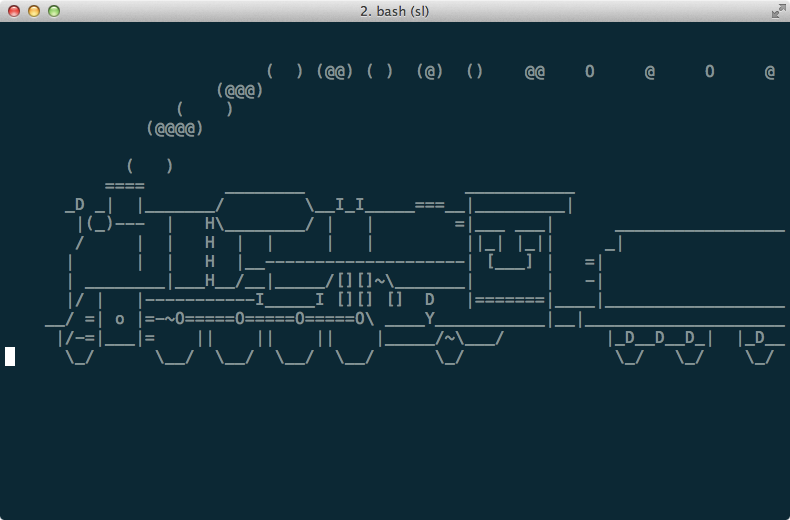 2. bash (sl)
                          (  ) (@@) ( )  (@)  ()    @@    O     @     O     @
                     (@@@)
                 (    )
              (@@@@)
            (   )
          ====        ________                ___________
      _D _|  |_______/        \__I_I_____===__|_________|
       |(_)---  |   H\________/ |   |        =|___ ___|      _________________
       /     |  |   H  |  |     |   |         ||_| |_||     _|
      |      |  |   H  |__--------------------| [___] |   =|
      | ________|___H__/__|_____/[][]~\_______|       |   -|
      |/ |   |-----------I_____I [][] []  D   |=======|____|__________________
    __/ =| o |=-~O=====O=====O=====O\ ____Y___________|__|____________________
     |/-=|___|=    ||    ||    ||    |_____/~\___/          |_D__D__D_|  |_D__
      \_/      \__/  \__/  \__/  \__/      \_/               \_/   \_/    \_/